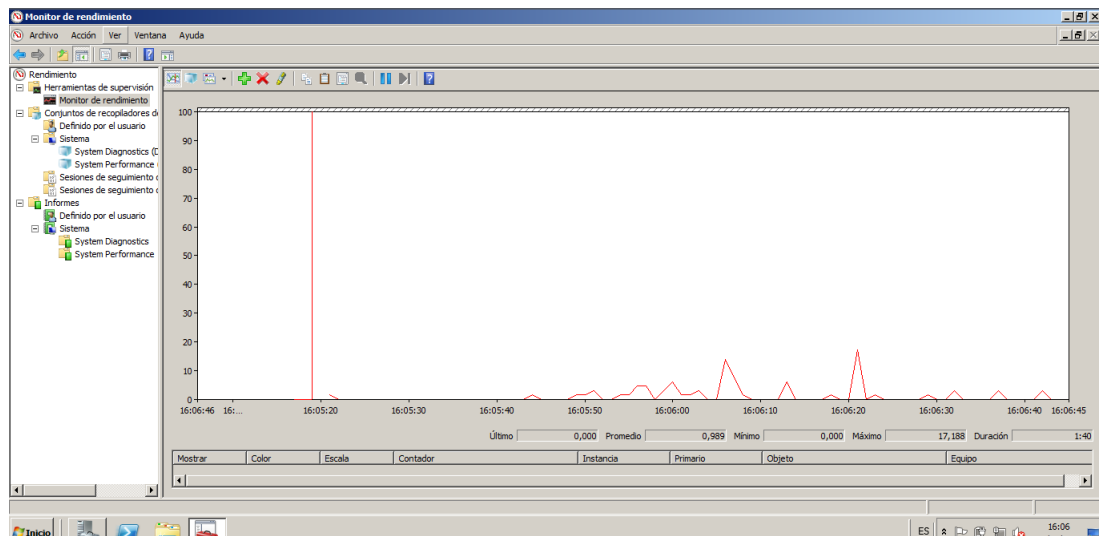 Monitor de rendimiento
Archivo Acción Ver Ventana Ayuda
Rendimiento
Herramientas de supervisión
Monitor de rendimiento
Conjuntos de recopiladores d
Definido por el usuario
Sistema
System Diagnostics (D
System Performance
Sesiones de seguimiento
Sesiones de seguimiento
Informes
Definido por el usuario
Sistema
System Diagnostics
System Performance
100
90
80
70
60
50
40
30
20
10
0
16:06:46 16:... 16:05:20 16:05:30 16:05:40 16:05:50 16:06:00 16:06:10 16:06:20 16:06:30 16:06:40 16:06:45
Último 0,000 Promedio 0,989 Mínimo 0,000 Máximo 17,188 Duración 1:40
Mostrar Color Escala Contador Instancia Primario Objeto Equipo
Inicio ES 16:06